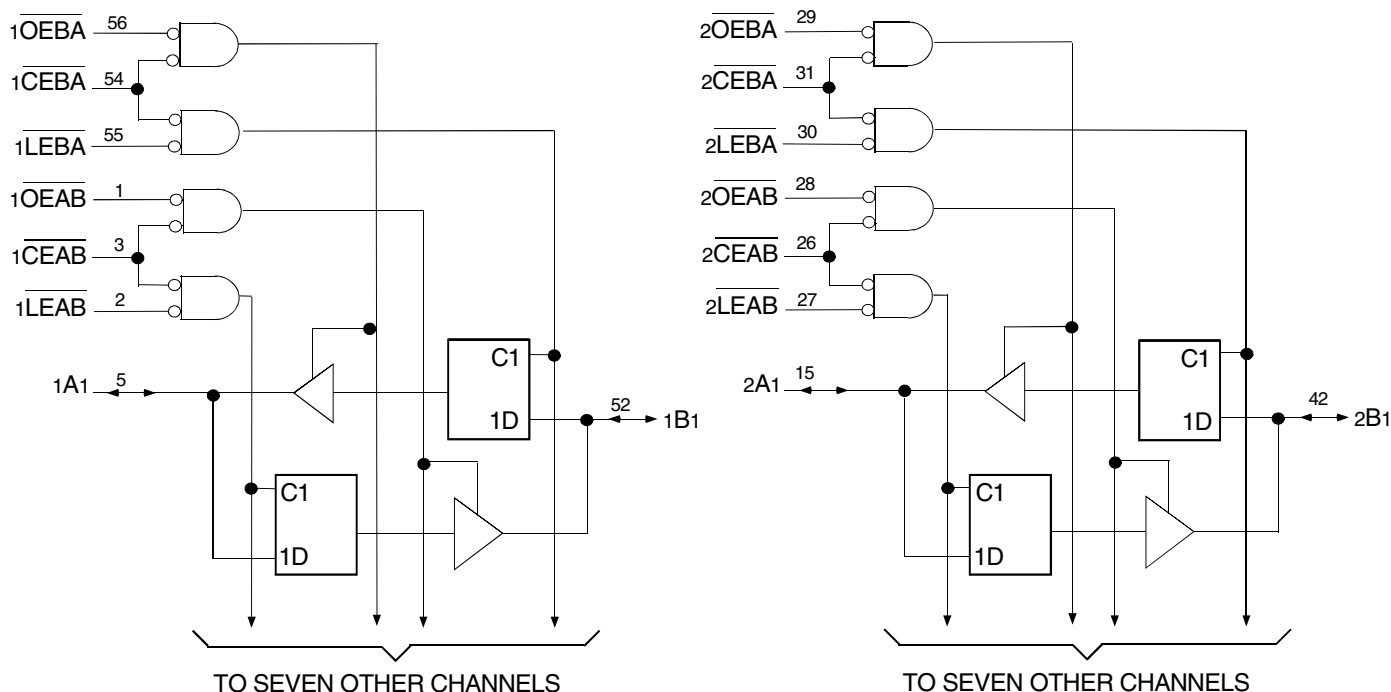 1OEBA 56
1CEBA 54
1LEBA 55
1OEAB 1
1CEAB 3
1LEAB 2
C1
1A1 5
1D
52 1B1
C1
1D
TO SEVEN OTHER CHANNELS
2OEBA 29
2CEBA 31
2LEBA 30
2OEAB 28
2CEAB 26
2LEAB 27
C1
2A1 15
1D
42 2B1
C1
1D
TO SEVEN OTHER CHANNELS